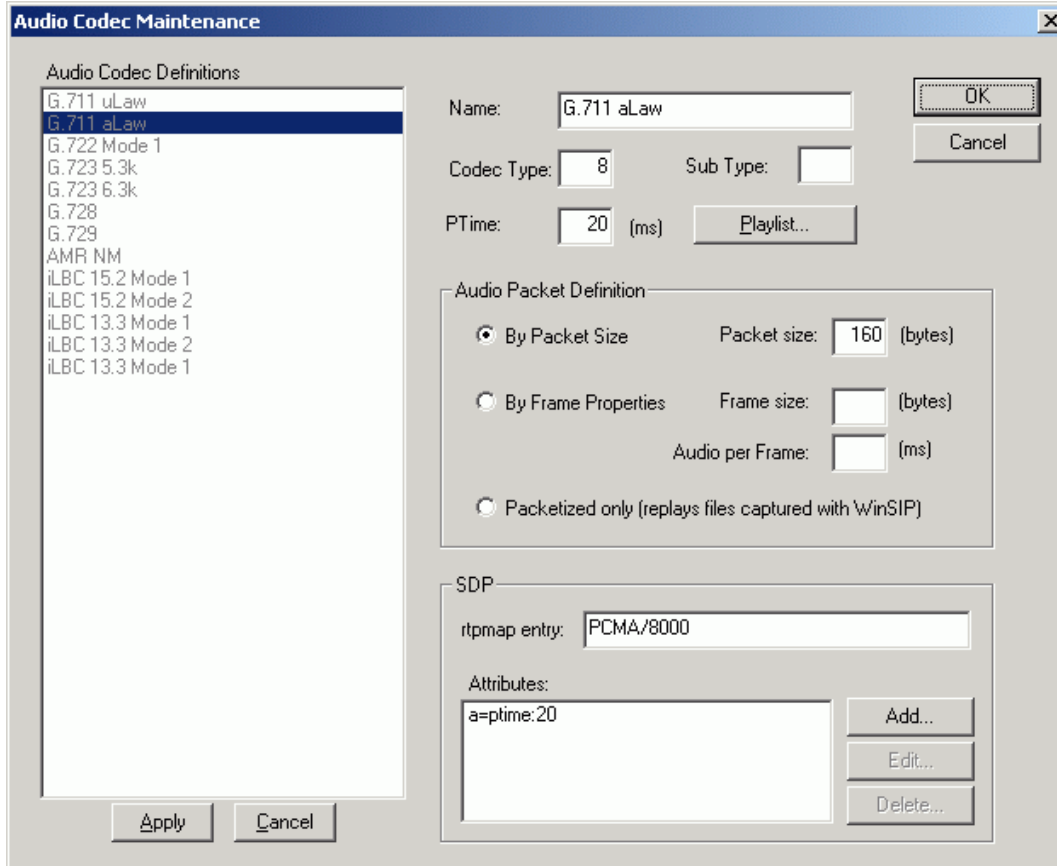 Audio Codec Maintenance
Audio Codec Definitions
G.711 uLaw
G.711 aLaw
G.722 Mode 1
G.723 5.3k
G.723 6.3k
G.728
G.729
AMR NM
iLBC 15.2 Mode 1
iLBC 15.2 Mode 2
iLBC 13.3 Mode 1
iLBC 13.3 Mode 2
iLBC 13.3 Mode 1
Apply Cancel
Name: G.711 aLaw
OK
Cancel
Codec Type: 8 Sub Type:
PTime: 20 (ms) Playlist...
Audio Packet Definition
By Packet Size Packet size: 160 (bytes)
By Frame Properties Frame size: (bytes)
Audio per Frame: (ms)
Packetized only (replays files captured with WinSIP)
SDP
rtpmap entry: PCMA/8000
Attributes:
a=ptime:20
Add...
Edit...
Delete...